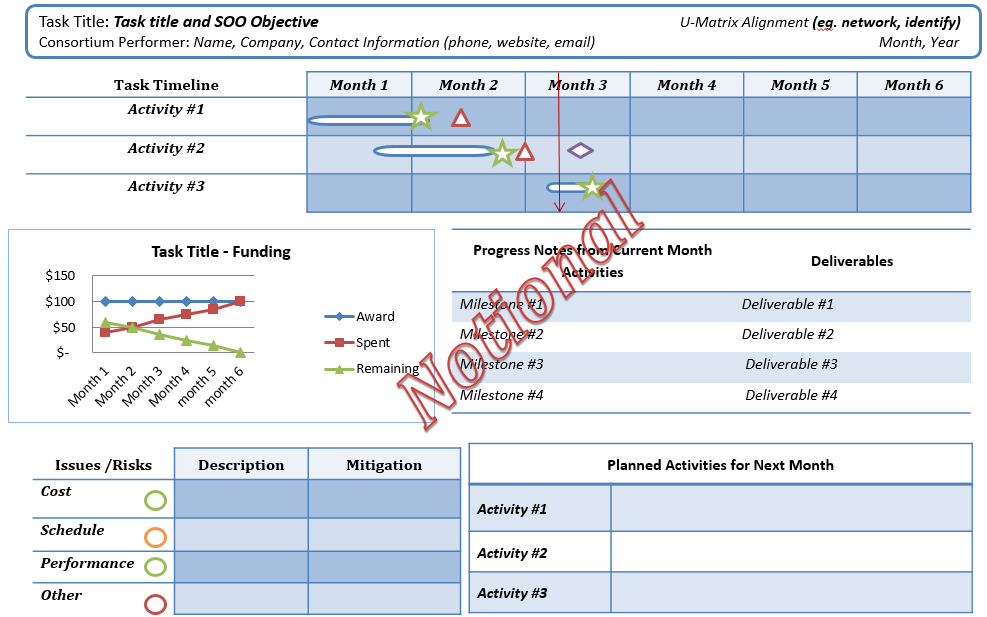 Task Title: Task title and SOO Objective
U-Matrix Alignment (eg. network, identify)
Consortium Performer: Name, Company, Contact Information (phone, website, email)
Month, Year
Task Timeline Month 1 Month 2 Month 3 Month 4 Month 5 Month 6
Activity #1
Activity #2
Activity #3
Task Title - Funding
$150
$100
$50
$-
Month 1 Month 2 Month 3 Month 4 month 5 month 6
Award
Spent
Remaining
Progress Notes from Current Month
Activities
Deliverables
Milestone #1 Deliverable #1
Milestone #2 Deliverable #2
Milestone #3 Deliverable #3
Milestone #4 Deliverable #4
Notional
Issues /Risks Description Mitigation
Cost
Schedule
Performance
Other
Planned Activities for Next Month
Activity #1
Activity #2
Activity #3